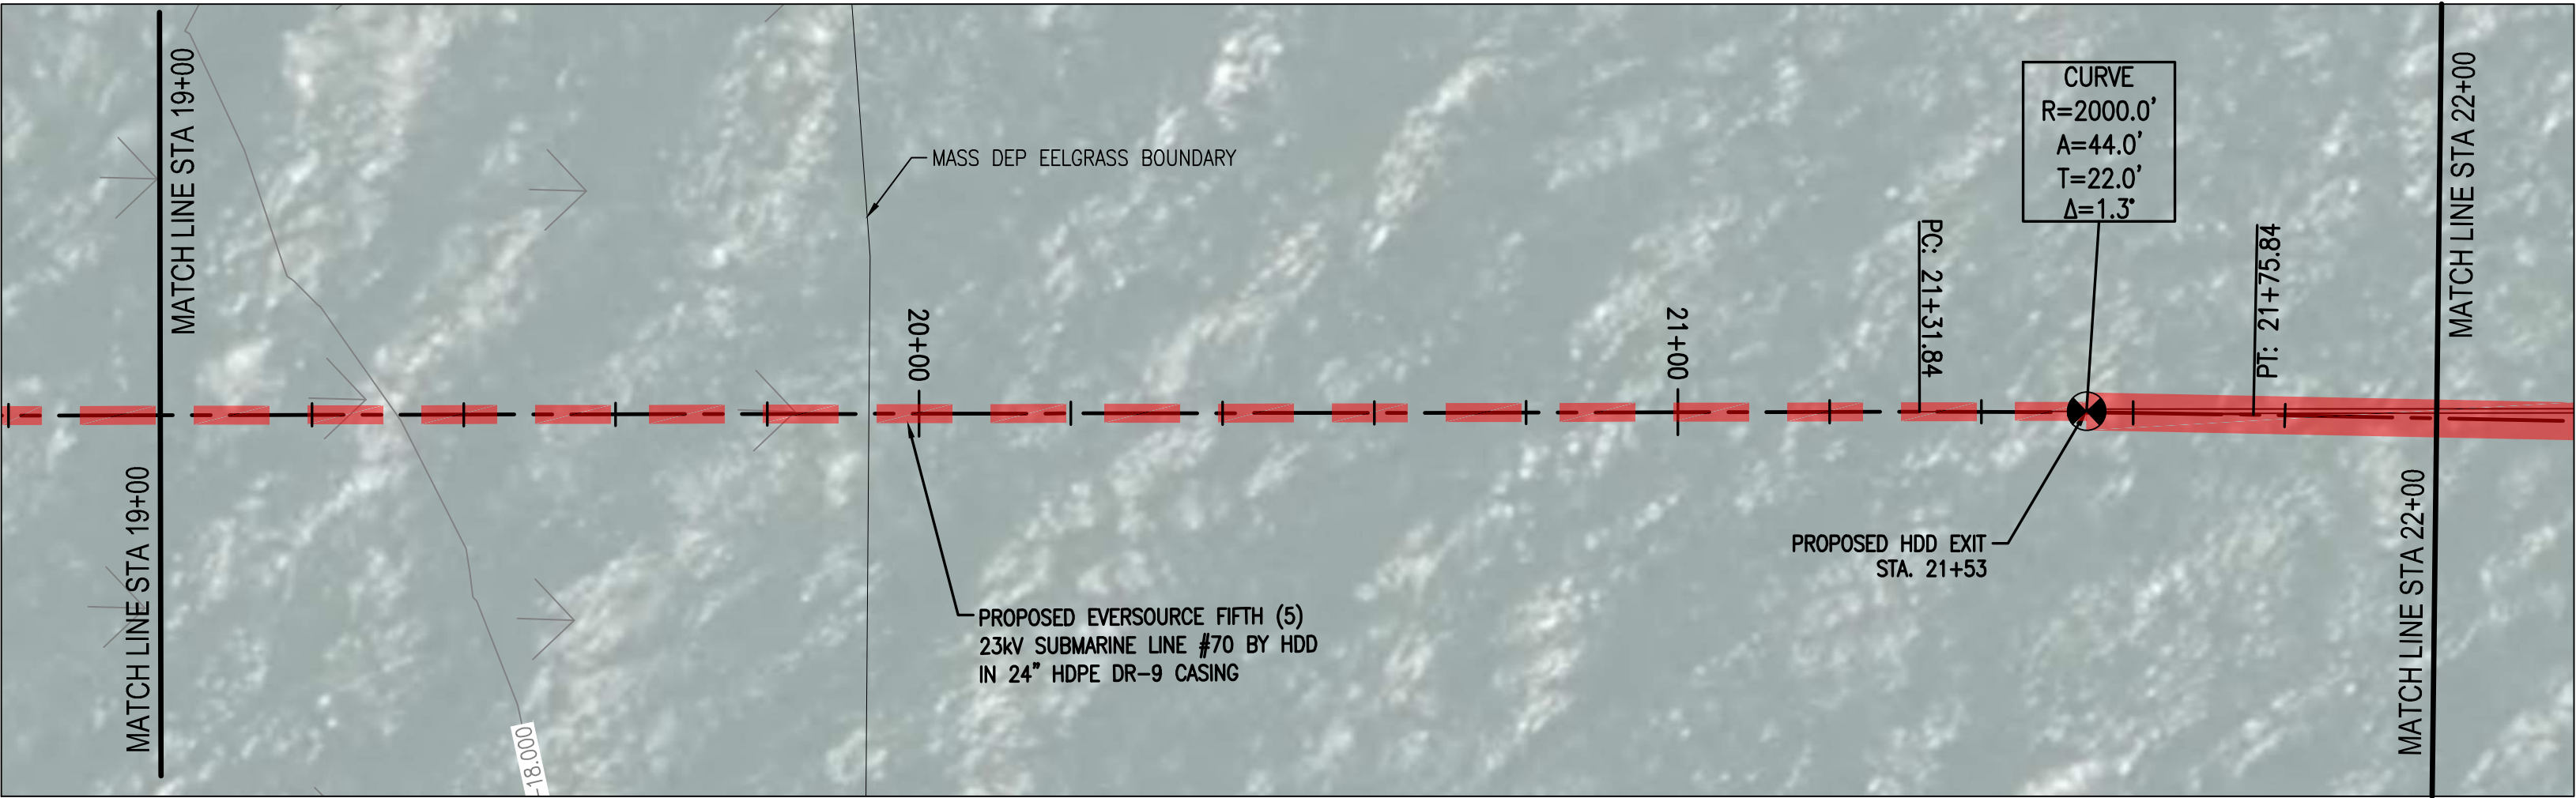 MATCH LINE STA 19+00
MATCH LINE STA 19+00
-18.000
MASS DEP EELGRASS BOUNDARY
20+00
PROPOSED EVERSOURCE FIFTH (5)
23kV SUBMARINE LINE #70 BY HDD
IN 24" HDPE DR-9 CASING
21+00
PC: 21+31.84
CURVE
R=2000.0'
A=44.0'
T=22.0'
Δ=1.3°
PROPOSED HDD EXIT
STA. 21+53
PT: 21+75.84
MATCH LINE STA 22+00
MATCH LINE STA 22+00